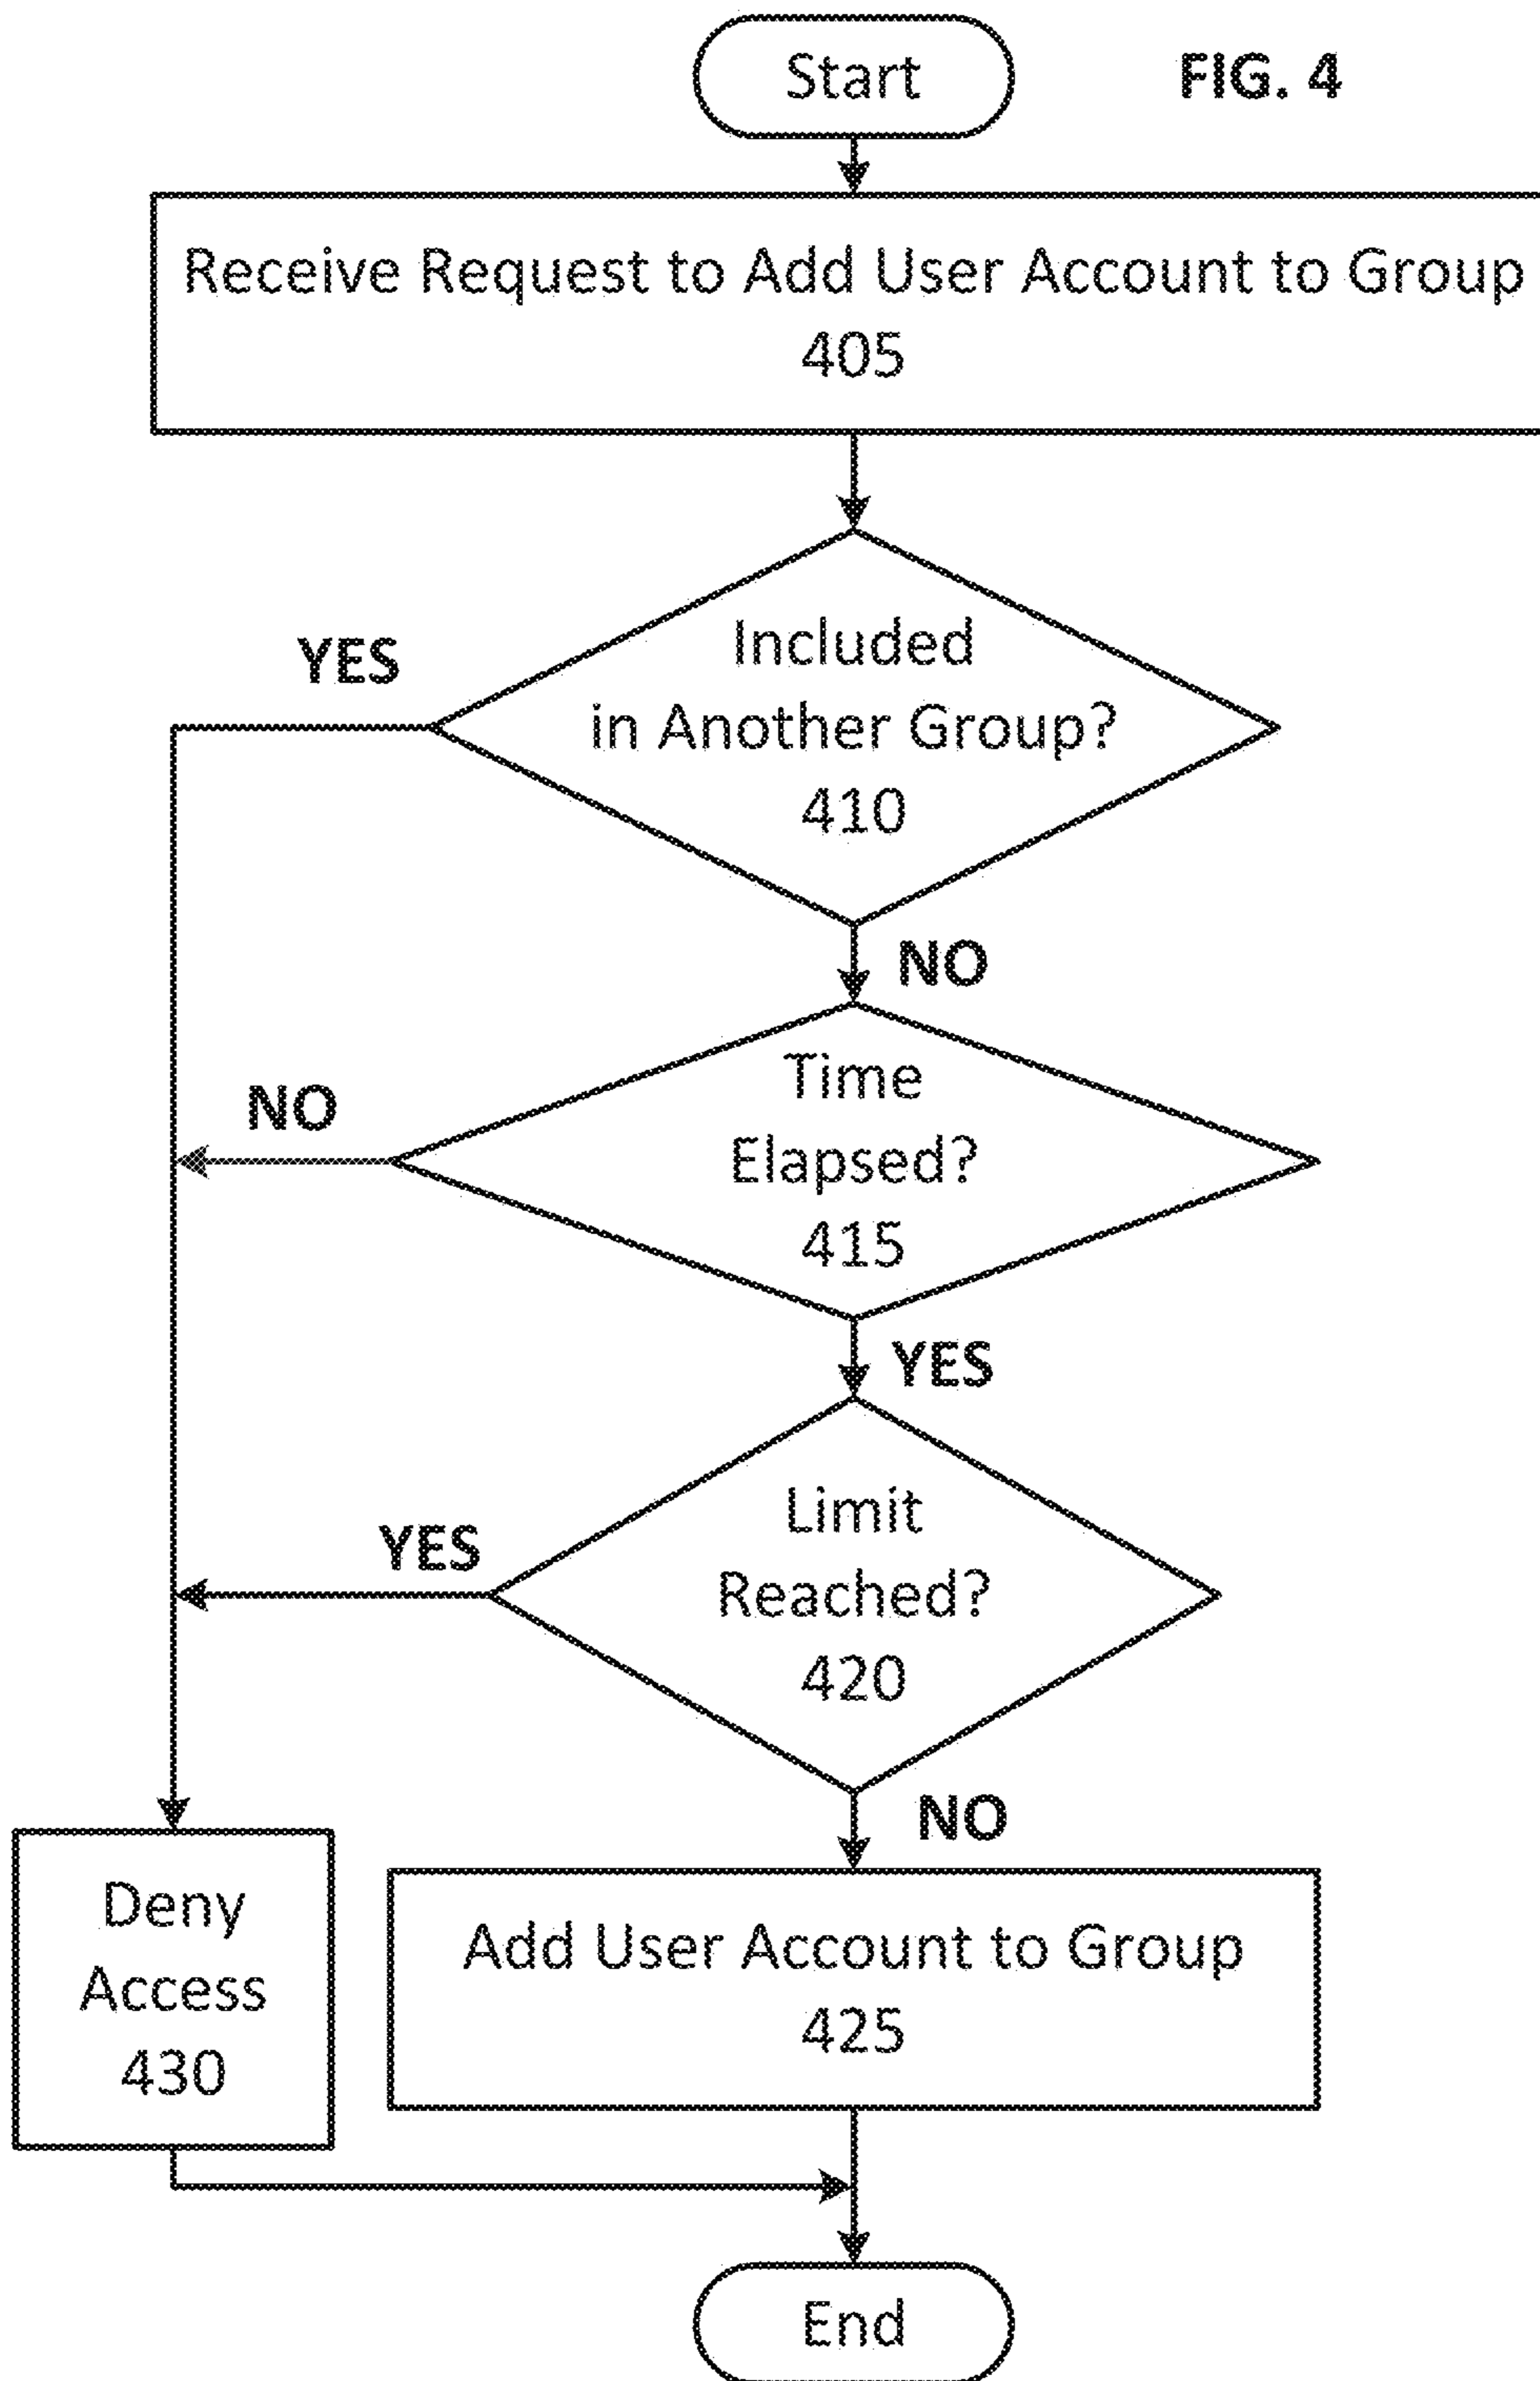 Start
FIG. 4
Receive Request to Add User Account to Group
405
YES
Included
in Another Group?
410
NO
Time
NO
Elapsed?
415
YES
Limit
YES
Reached?
420
NO
Deny
Access
430
Add User Account to Group
425
End